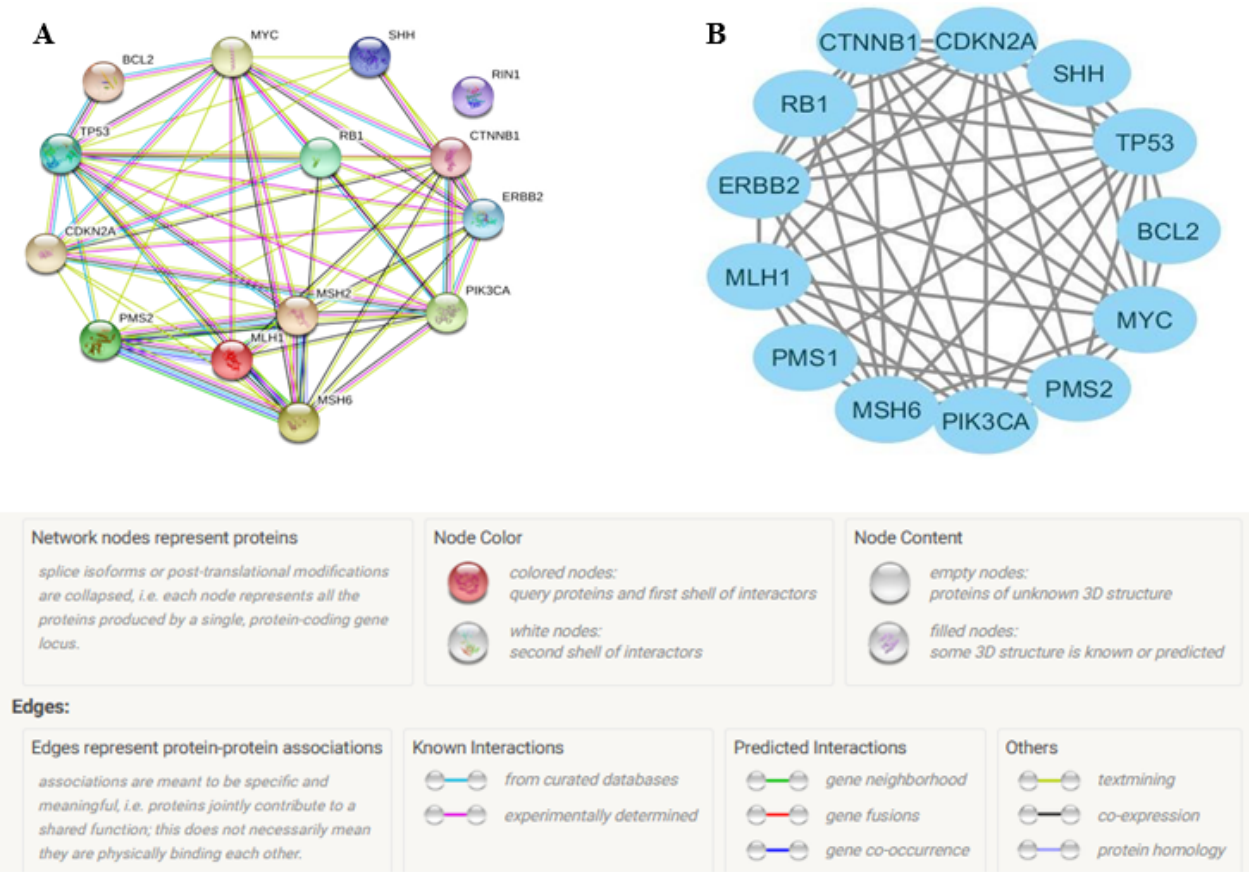 A
MYC
SHH
BCL2
RIN1
TP53
RB1
CTNNB1
ERBB2
CDKN2A
MSH2
PIK3CA
PMS2
MLH1
MSH6
B
CTNNB1
CDKN2A
SHH
RB1
TP53
ERBB2
BCL2
MLH1
MYC
PMS1
PMS2
MSH6
PIK3CA
Network nodes represent proteins
splice isoforms or post-translational modifications
are collapsed, i.e. each node represents all the
proteins produced by a single, protein-coding gene
locus.
Node Color
colored nodes:
query proteins and first shell of interactors
white nodes:
second shell of interactors
Node Content
empty nodes:
proteins of unknown 3D structure
filled nodes:
some 3D structure is known or predicted
Edges:
Edges represent protein-protein associations
associations are meant to be specific and
meaningful, i.e. proteins jointly contribute to a
shared function; this does not necessarily mean
they are physically binding each other.
Known Interactions
from curated databases
experimentally determined
Predicted Interactions
gene neighborhood
gene fusions
gene co-occurrence
Others
textmining
co-expression
protein homology